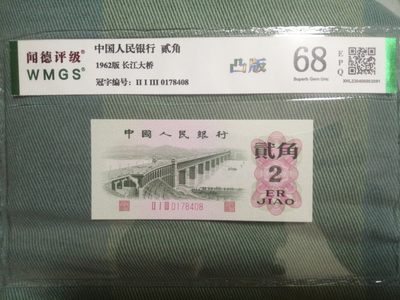 闻德评级
WMGS
中国人民银行 贰角
1962版 长江大桥
冠字编号: II I III 0178408
凸版
68
EPQ
Superb Gem Unc
中國人民銀行
貳角
2
ER
JIAO
II I III 0178408